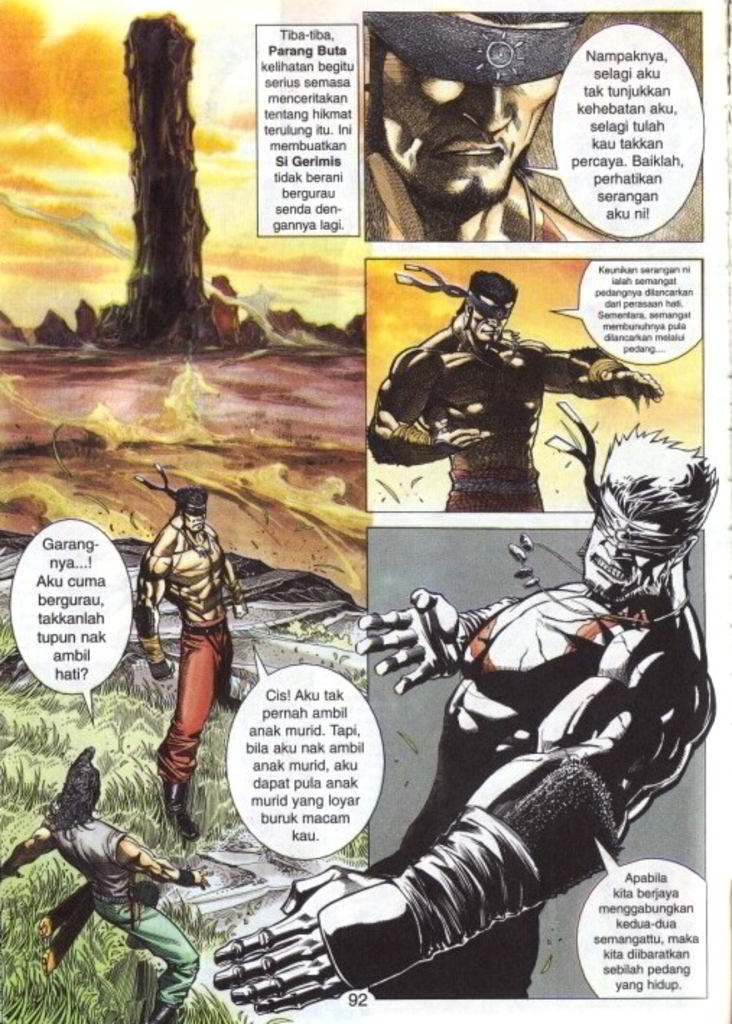 Tiba-tiba,
Parang Buta
kelihatan begitu
serius semasa
menceritakan
tentang hikmat
terulung itu. Ini
membuatkan
Si Gerimis
tidak berani
bergurau
senda den-
gannya lagi.
Nampaknya,
selagi aku
tak tunjukkan
kehebatan aku,
selagi tulah
kau takkan
percaya. Baiklah,
perhatikan
serangan
aku ni!
Keunikan serangan ni
ialah semangat
pedangnya dilancarkan
dari perasaan hati.
Sementara, semangat
membunuhnya pula
dilancarkan melalui
pedang....
Garang-
nya...!
Aku cuma
bergurau,
takkanlah
tupun nak
ambil
hati?
Cis! Aku tak
pernah ambil
anak murid. Tapi,
bila aku nak ambil
anak murid, aku
dapat pula anak
murid yang loyar
buruk macam
kau.
Apabila
kita berjaya
menggabungkan
kedua-dua
semangattu, maka
kita diibaratkan
sebilah pedang
yang hidup.
92